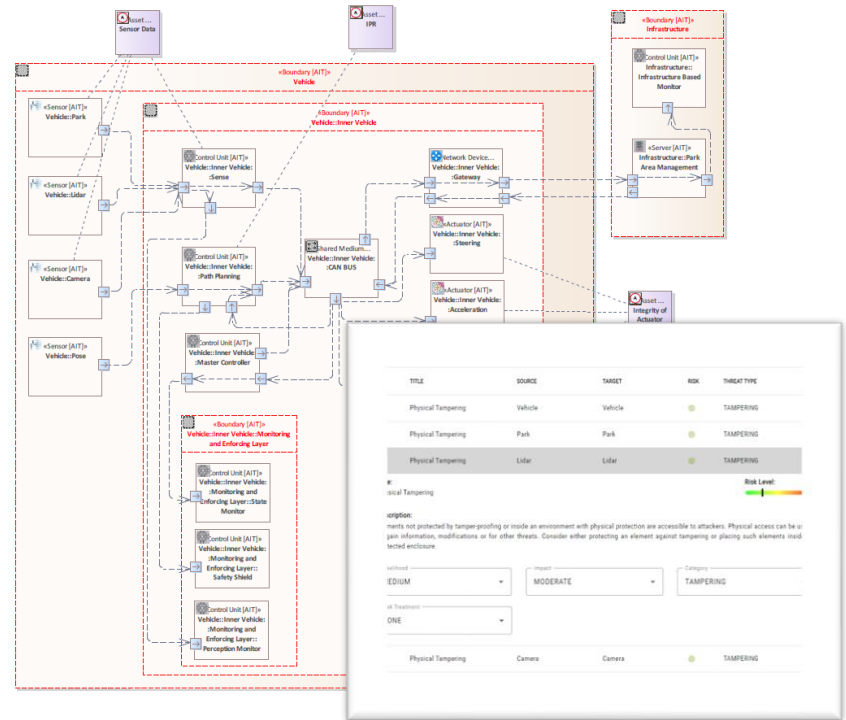 Asset ...
Sensor Data
Asset ...
IPR
«Boundary [AIT]»
Infrastructure
Control Unit [AIT]»
Infrastructure::
Infrastructure Based
Monitor
«Server [AIT]»
Infrastructure::Park
Area Management
«Boundary [AIT]»
Vehicle
«Sensor [AIT]»
Vehicle::Park
«Sensor [AIT]»
Vehicle::Lidar
«Sensor [AIT]»
Vehicle::Camera
«Sensor [AIT]»
Vehicle::Pose
«Boundary [AIT]»
Vehicle::Inner Vehicle
Control Unit [AIT]»
Vehicle::Inner Vehicle:
:Sense
Network Device...
Vehicle::Inner Vehicle:
:Gateway
«Actuator [AIT]»
Vehicle::Inner Vehicle:
:Steering
Control Unit [AIT]»
Vehicle::Inner Vehicle:
:Path Planning
Shared Medium...
Vehicle::Inner Vehicle:
:CAN BUS
«Actuator [AIT]»
Vehicle::Inner Vehicle:
:Acceleration
Asset ...
Integrity of
Actuator
Control Unit [AIT]»
Vehicle::Inner Vehicle:
:Master Controller
«Boundary [AIT]»
Vehicle::Inner Vehicle::Monitoring
and Enforcing Layer
Control Unit [AIT]»
Vehicle::Inner Vehicle:
:Monitoring and
Enforcing Layer::State
Monitor
Control Unit [AIT]»
Vehicle::Inner Vehicle:
:Monitoring and
Enforcing Layer::
Safety Shield
Control Unit [AIT]»
Vehicle::Inner Vehicle:
:Monitoring and
Enforcing Layer::
Perception Monitor
TITLE SOURCE TARGET RISK THREAT TYPE
Physical Tampering Vehicle Vehicle TAMPERING
Physical Tampering Park Park TAMPERING
Physical Tampering Lidar Lidar TAMPERING
e: Risk Level:
sical Tampering
cription:
ments not protected by tamper-proofing or inside an environment with physical protection are accessible to attackers. Physical access can be u
gain information, modifications or for other threats. Consider either protecting an element against tampering or placing such elements insid
tected enclosure.
elihood Impact Category
EDIUM MODERATE TAMPERING
k Treatment
ONE
Physical Tampering Camera Camera TAMPERING